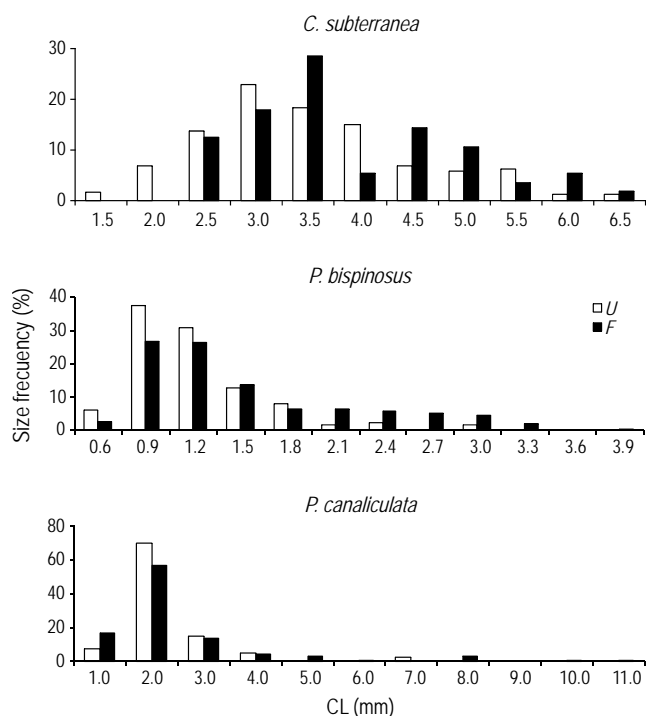 C. subterranea
30
20
10
0
1.5 2.0 2.5 3.0 3.5 4.0 4.5 5.0 5.5 6.0 6.5
P. bispinosus
Size frecuency (%)
40
30
20
10
0
U
F
0.6 0.9 1.2 1.5 1.8 2.1 2.4 2.7 3.0 3.3 3.6 3.9
P. canaliculata
80
60
40
20
0
1.0 2.0 3.0 4.0 5.0 6.0 7.0 8.0 9.0 10.0 11.0
CL (mm)